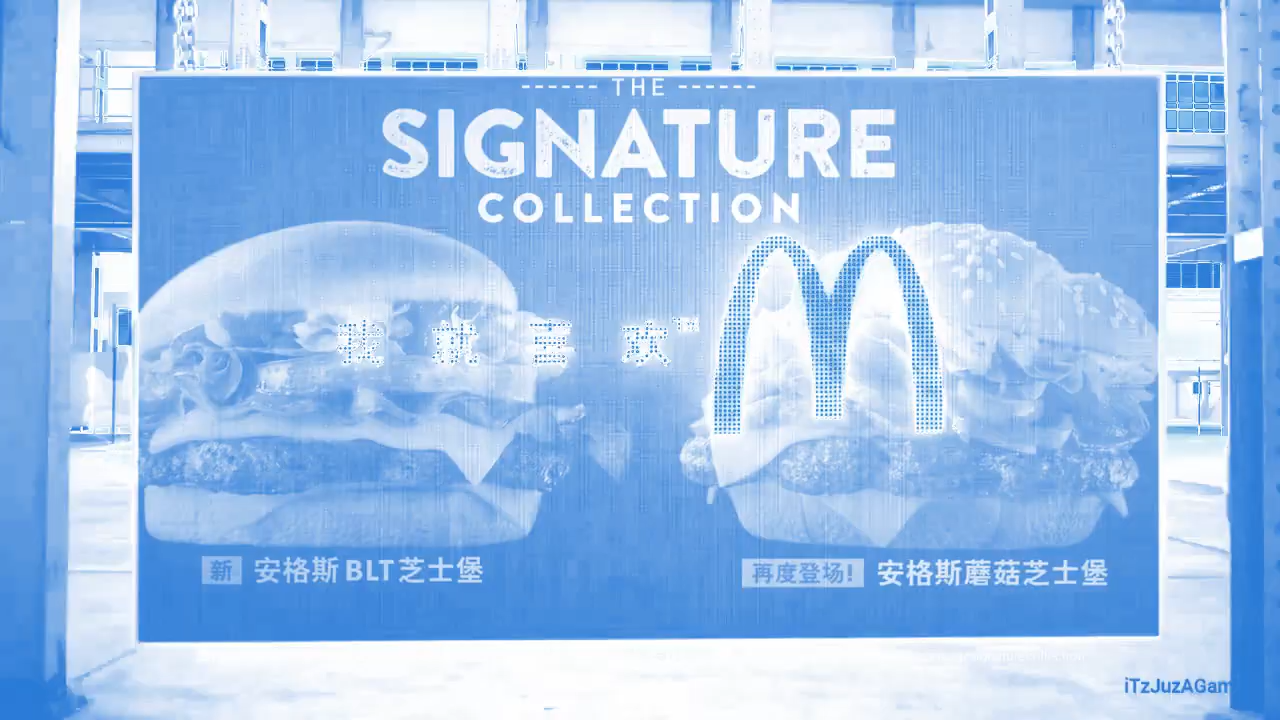 THE
SIGNATURE
COLLECTION
我就喜欢™
新 安格斯BLT芝士堡
再度登场! 安格斯蘑菇芝士堡
iTzJuzAGam